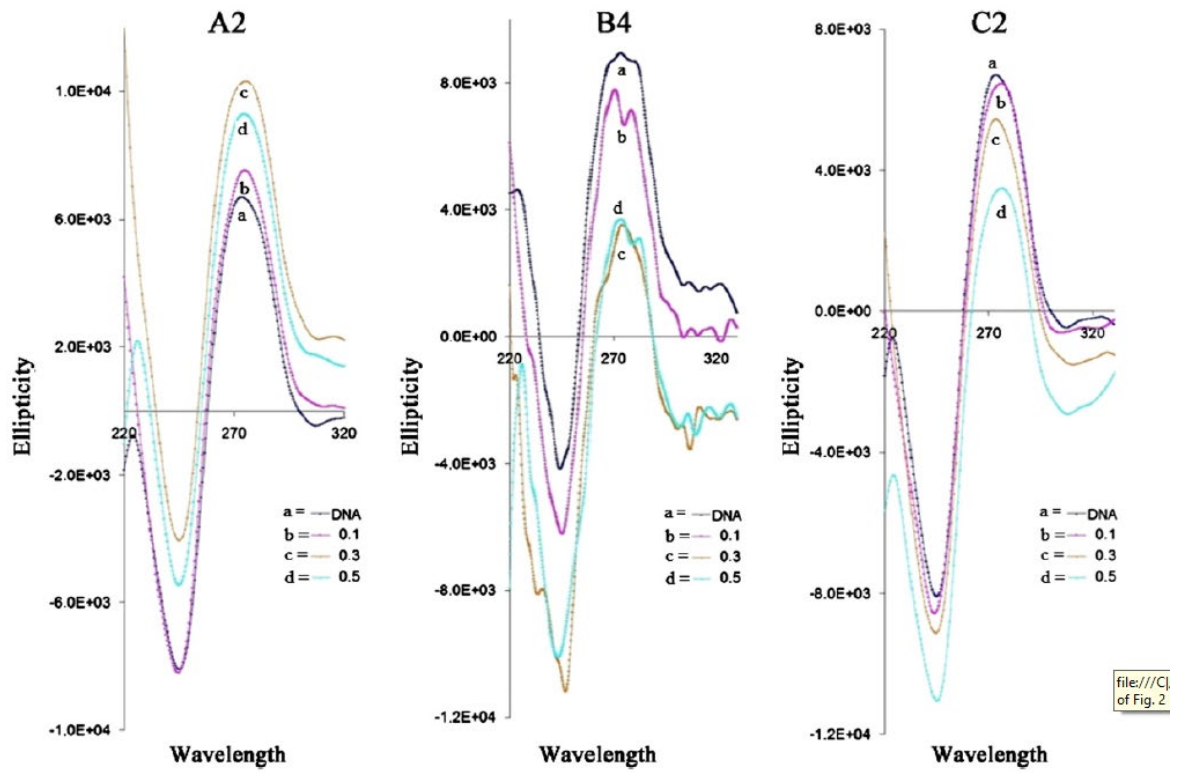 A2
1.0E+04
6.0E+03
2.0E+03
220
270
320
-2.0E+03
-6.0E+03
-1.0E+04
Ellipticity
Wavelength
c
d
b
a
a = DNA
b = 0.1
c = 0.3
d = 0.5
B4
8.0E+03
4.0E+03
0.0E+00
220
270
320
-4.0E+03
-8.0E+03
-1.2E+04
Ellipticity
Wavelength
a
b
d
c
a = DNA
b = 0.1
c = 0.3
d = 0.5
C2
8.0E+03
4.0E+03
0.0E+00
220
270
320
-4.0E+03
-8.0E+03
-1.2E+04
Ellipticity
Wavelength
a
b
c
d
a = DNA
b = 0.1
c = 0.3
d = 0.5
file:///C|,
of Fig. 2